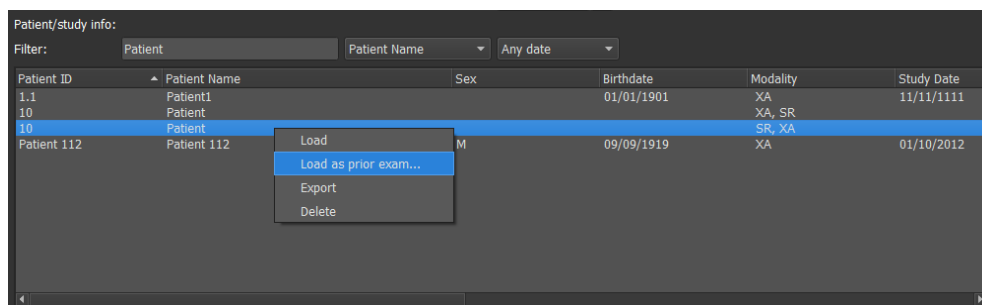 Patient/study info:
Filter: Patient Patient Name Any date
Patient ID Patient Name Sex Birthdate Modality Study Date
1.1 Patient1 01/01/1901 XA 11/11/1111
10 Patient XA, SR
10 Patient SR, XA
Patient 112 Patient 112 M 09/09/1919 XA 01/10/2012
Load
Load as prior exam...
Export
Delete